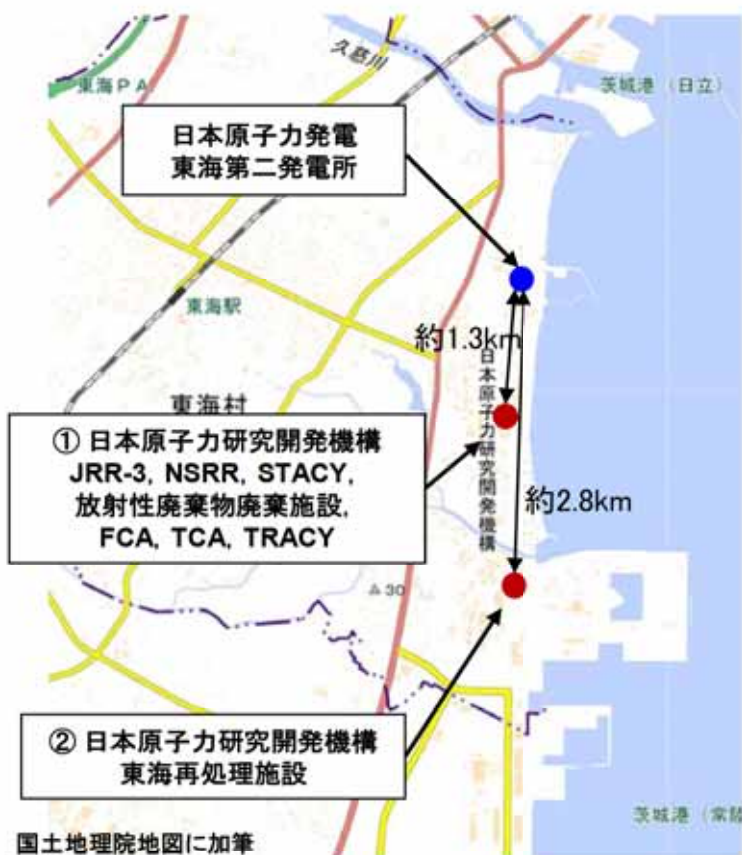 久慈川
東海PA
茨城港（日立）
日本原子力発電
東海第二発電所
東海駅
約1.3km
日本原子力研究開発機構
東海村
① 日本原子力研究開発機構
JRR-3, NSRR, STACY,
放射性廃棄物廃棄施設,
FCA, TCA, TRACY
約2.8km
30
② 日本原子力研究開発機構
東海再処理施設
茨城港（常陸
国土地理院地図に加筆